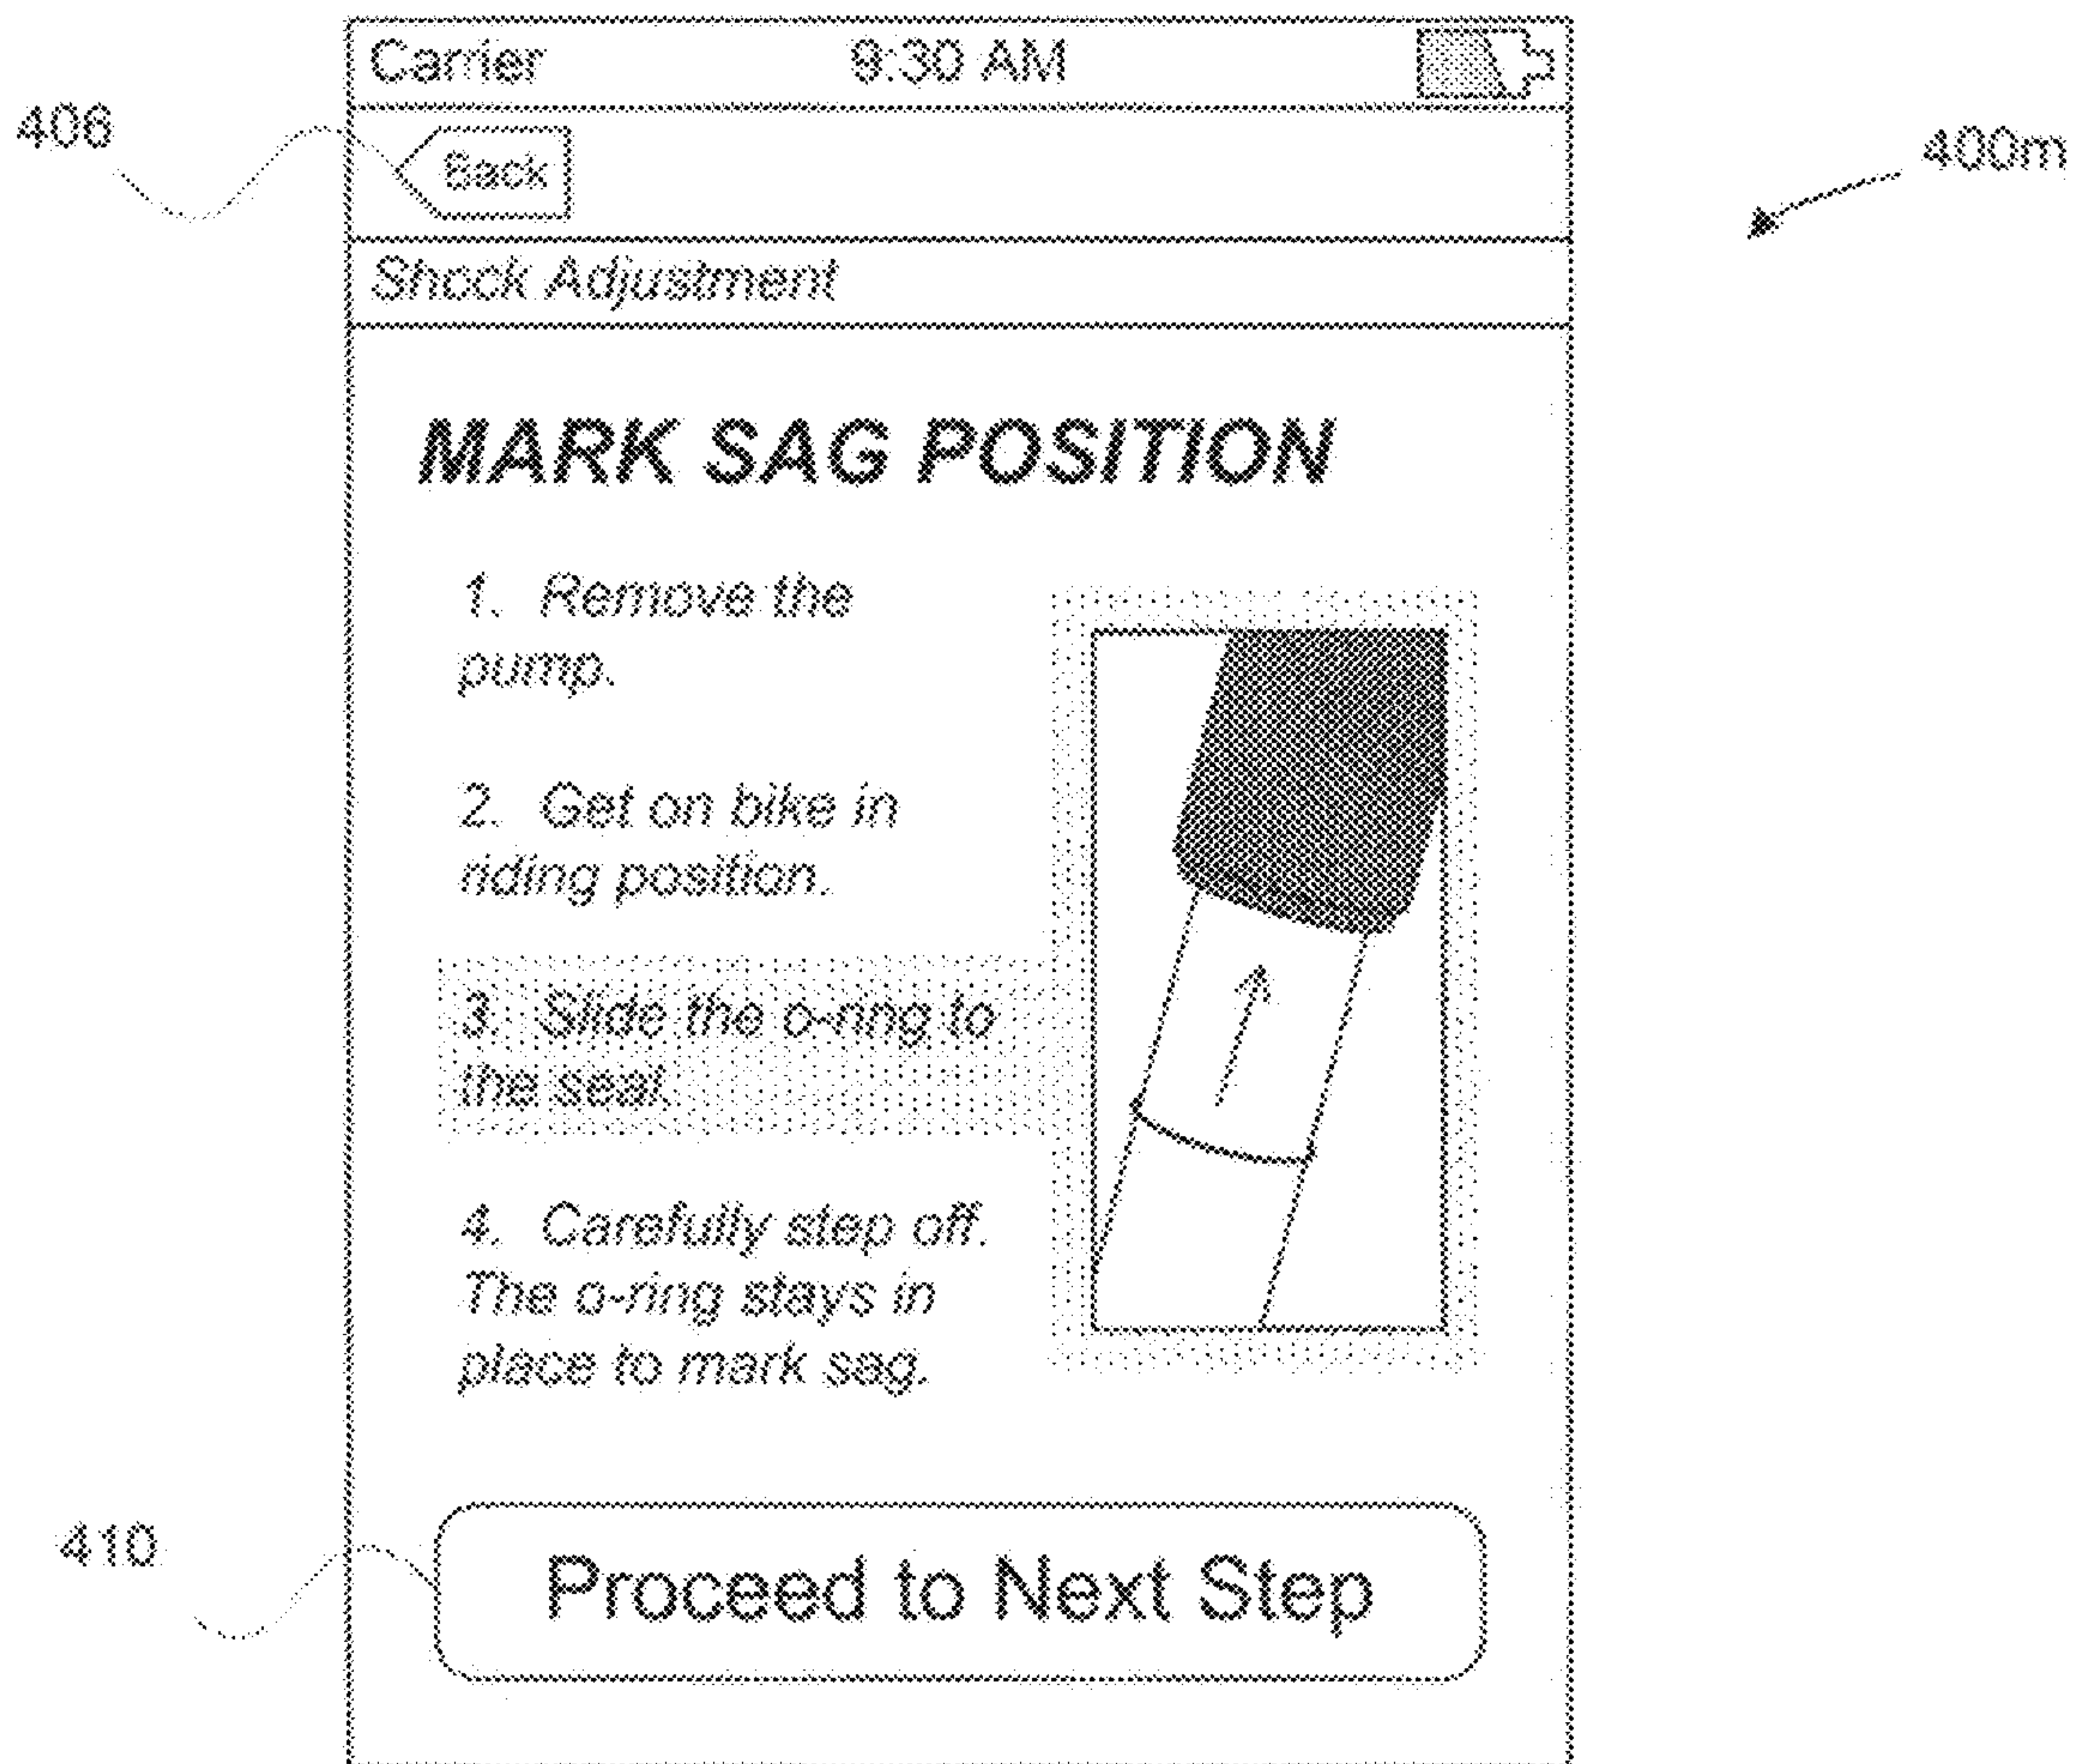 Carrier 9:30 AM
406
400m
Back
Shock Adjustment
MARK SAG POSITION
1. Remove the
pump.
2. Get on bike in
riding position.
3. Slide the o-ring to
the seal.
4. Carefully step off.
The o-ring stays in
place to mark sag.
410
Proceed to Next Step